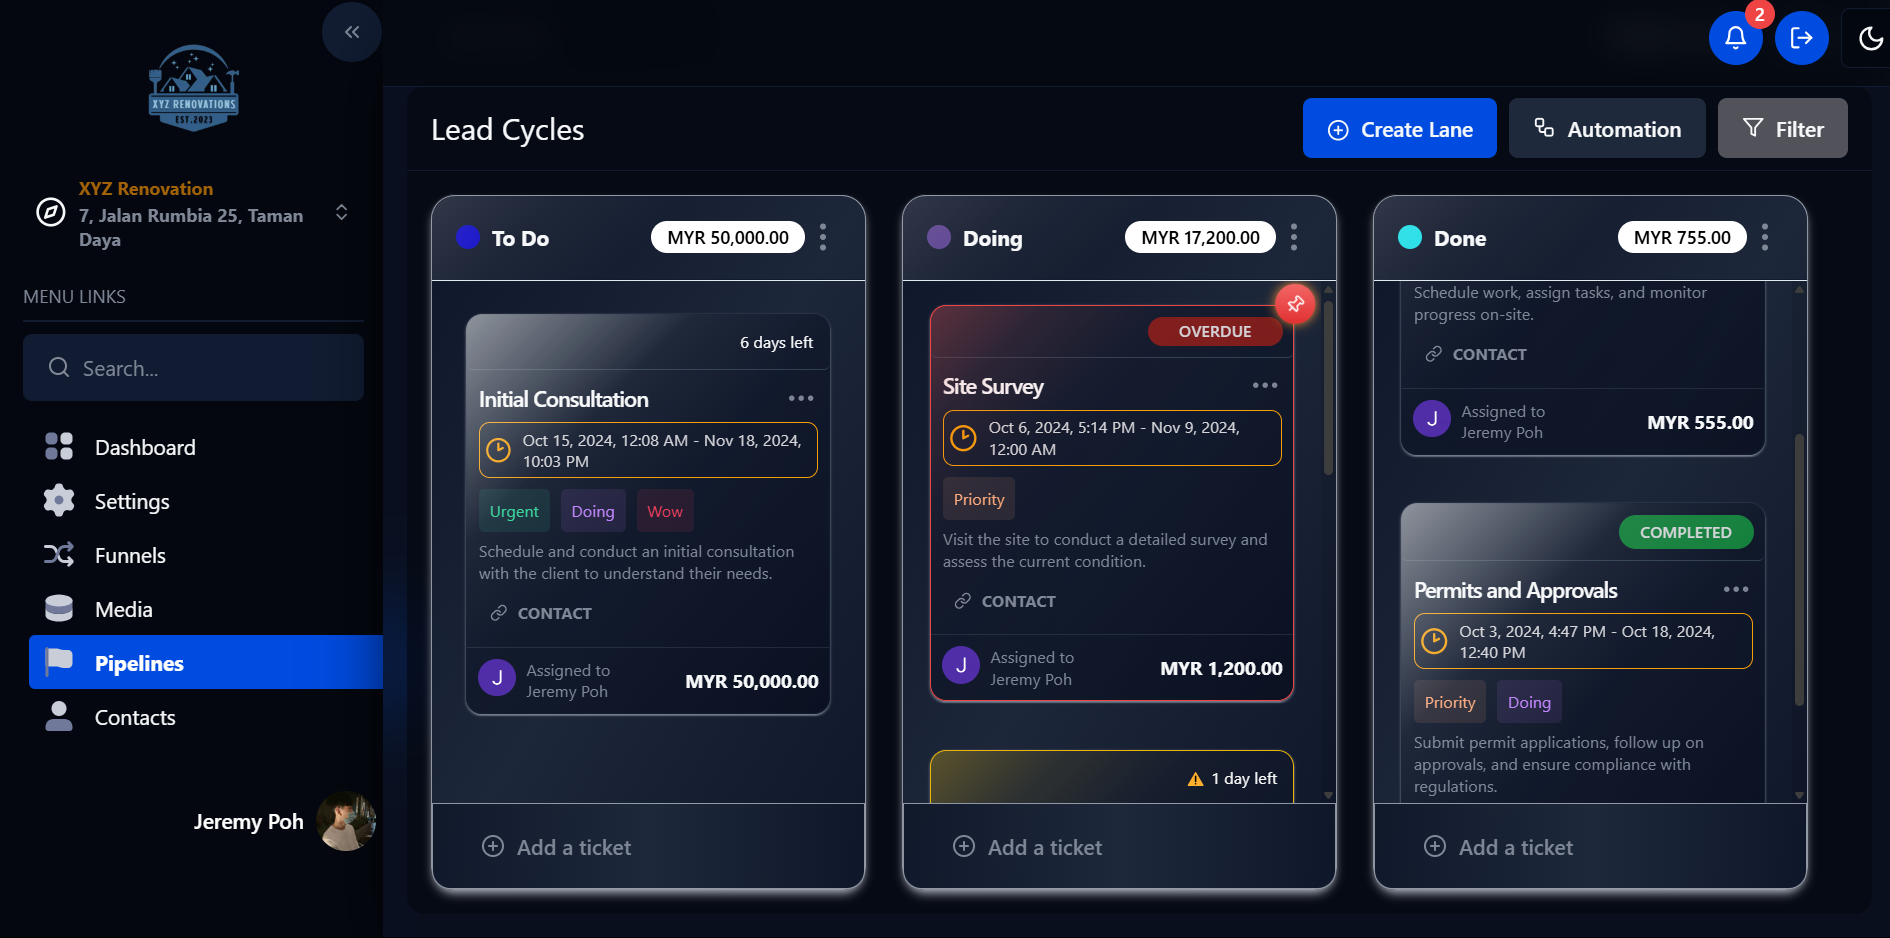 XYZ RENOVATIONS
EST.2023
XYZ Renovation
7, Jalan Rumbia 25, Taman
Daya
MENU LINKS
Search...
Dashboard
Settings
Funnels
Media
Pipelines
Contacts
Jeremy Poh
2
Lead Cycles
Create Lane
Automation
Filter
To Do
MYR 50,000.00
6 days left
Initial Consultation
Oct 15, 2024, 12:08 AM - Nov 18, 2024,
10:03 PM
Urgent Doing Wow
Schedule and conduct an initial consultation
with the client to understand their needs.
CONTACT
J
Assigned to
Jeremy Poh
MYR 50,000.00
Add a ticket
Doing
MYR 17,200.00
OVERDUE
Site Survey
Oct 6, 2024, 5:14 PM - Nov 9, 2024,
12:00 AM
Priority
Visit the site to conduct a detailed survey and
assess the current condition.
CONTACT
J
Assigned to
Jeremy Poh
MYR 1,200.00
1 day left
Add a ticket
Done
MYR 755.00
Schedule work, assign tasks, and monitor
progress on-site.
CONTACT
J
Assigned to
Jeremy Poh
MYR 555.00
COMPLETED
Permits and Approvals
Oct 3, 2024, 4:47 PM - Oct 18, 2024,
12:40 PM
Priority Doing
Submit permit applications, follow up on
approvals, and ensure compliance with
regulations.
Add a ticket